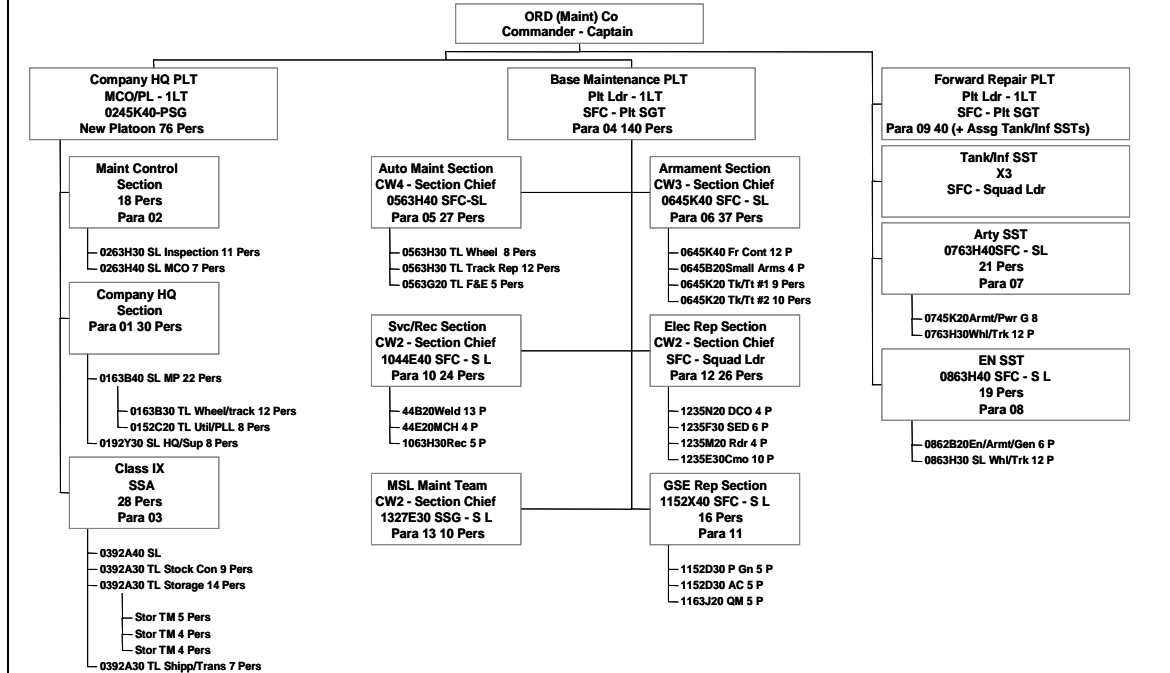 ORD (Maint) Co
Commander - Captain
Company HQ PLT
MCO/PL - 1LT
0245K40-PSG
New Platoon 76 Pers
Maint Control
Section
18 Pers
Para 02
0263H30 SL Inspection 11 Pers
0263H40 SL MCO 7 Pers
Company HQ
Section
Para 01 30 Pers
0163B40 SL MP 22 Pers
0163B30 TL Wheel/track 12 Pers
0152C20 TL Util/PLL 8 Pers
0192Y30 SL HQ/Sup 8 Pers
Class IX
SSA
28 Pers
Para 03
0392A40 SL
0392A30 TL Stock Con 9 Pers
0392A30 TL Storage 14 Pers
Stor TM 5 Pers
Stor TM 4 Pers
Stor TM 4 Pers
0392A30 TL Shipp/Trans 7 Pers
Base Maintenance PLT
Plt Ldr - 1LT
SFC - Plt SGT
Para 04 140 Pers
Auto Maint Section
CW4 - Section Chief
0563H40 SFC-SL
Para 05 27 Pers
0563H30 TL Wheel 8 Pers
0563H30 TL Track Rep 12 Pers
0563G20 TL F&E 5 Pers
Armament Section
CW3 - Section Chief
0645K40 SFC - SL
Para 06 37 Pers
0645K40 Fr Cont 12 P
0645B20Small Arms 4 P
0645K20 Tk/Tt #1 9 Pers
0645K20 Tk/Tt #2 10 Pers
Svc/Rec Section
CW2 - Section Chief
1044E40 SFC - S L
Para 10 24 Pers
44B20Weld 13 P
44E20MCH 4 P
1063H30Rec 5 P
Elec Rep Section
CW2 - Section Chief
SFC - Squad Ldr
Para 12 26 Pers
1235N20 DCO 4 P
1235F30 SED 6 P
1235M20 Rdr 4 P
1235E30Cmo 10 P
MSL Maint Team
CW2 - Section Chief
1327E30 SSG - S L
Para 13 10 Pers
GSE Rep Section
1152X40 SFC - S L
16 Pers
Para 11
1152D30 P Gn 5 P
1152D30 AC 5 P
1163J20 QM 5 P
Forward Repair PLT
Plt Ldr - 1LT
SFC - Plt SGT
Para 09 40 (+ Assg Tank/Inf SSTs)
Tank/Inf SST
X3
SFC - Squad Ldr
Arty SST
0763H40SFC - SL
21 Pers
Para 07
0745K20Armt/Pwr G 8
0763H30Whl/Trk 12 P
EN SST
0863H40 SFC - S L
19 Pers
Para 08
0862B20En/Armt/Gen 6 P
0863H30 SL Whl/Trk 12 P